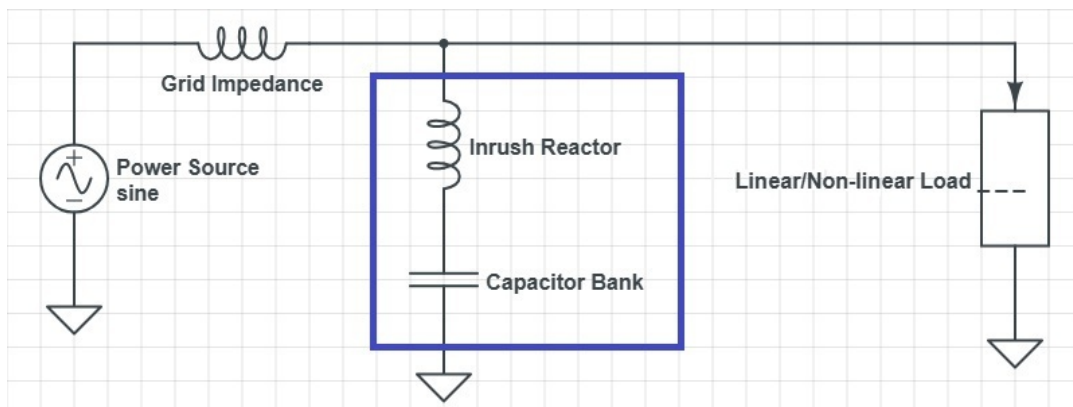 Grid Impedance
Inrush Reactor
Power Source
sine
Linear/Non-linear Load
Capacitor Bank